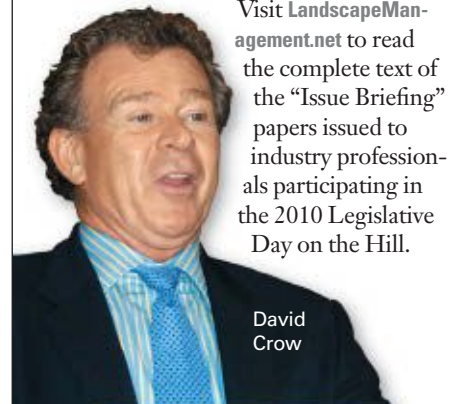 Visit LandscapeMan-
agement.net to read
the complete text of
the “Issue Briefing”
papers issued to
industry profession-
als participating in
the 2010 Legislative
Day on the Hill.
David
Crow